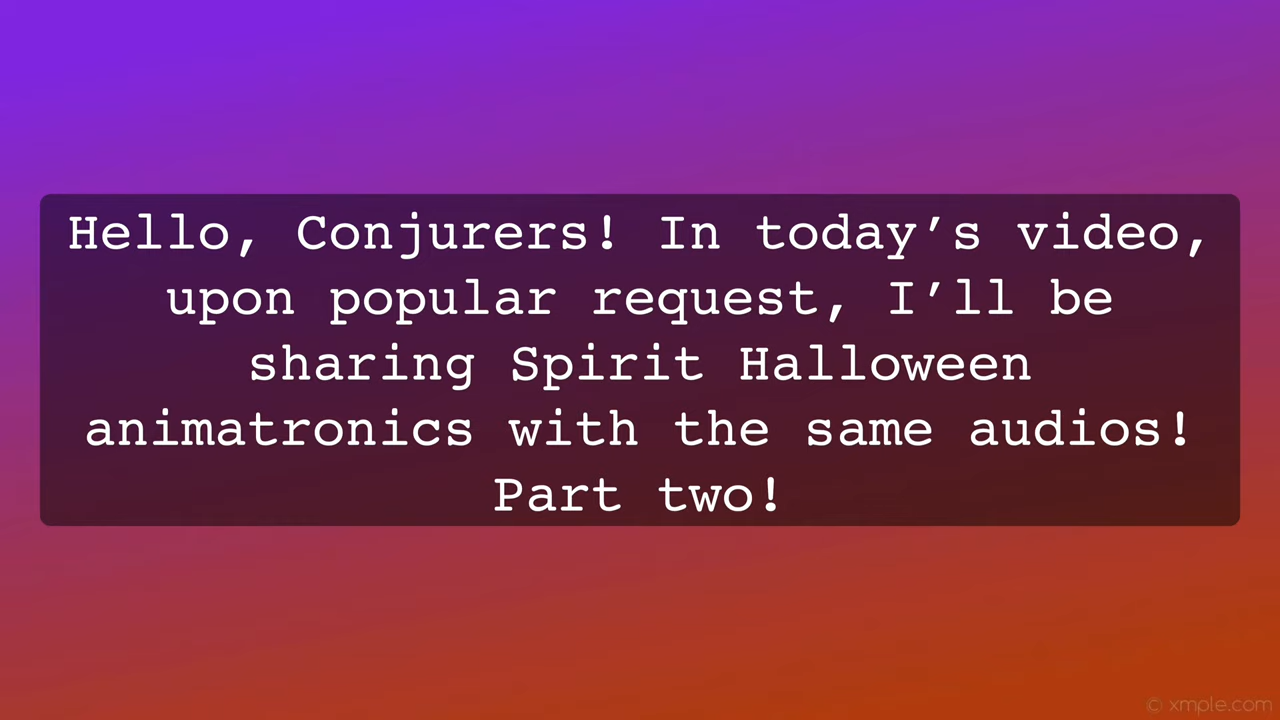 Hello, Conjurers! In today’s video,
upon popular request, I’ll be
sharing Spirit Halloween
animatronics with the same audios!
Part two!
© xmple.com